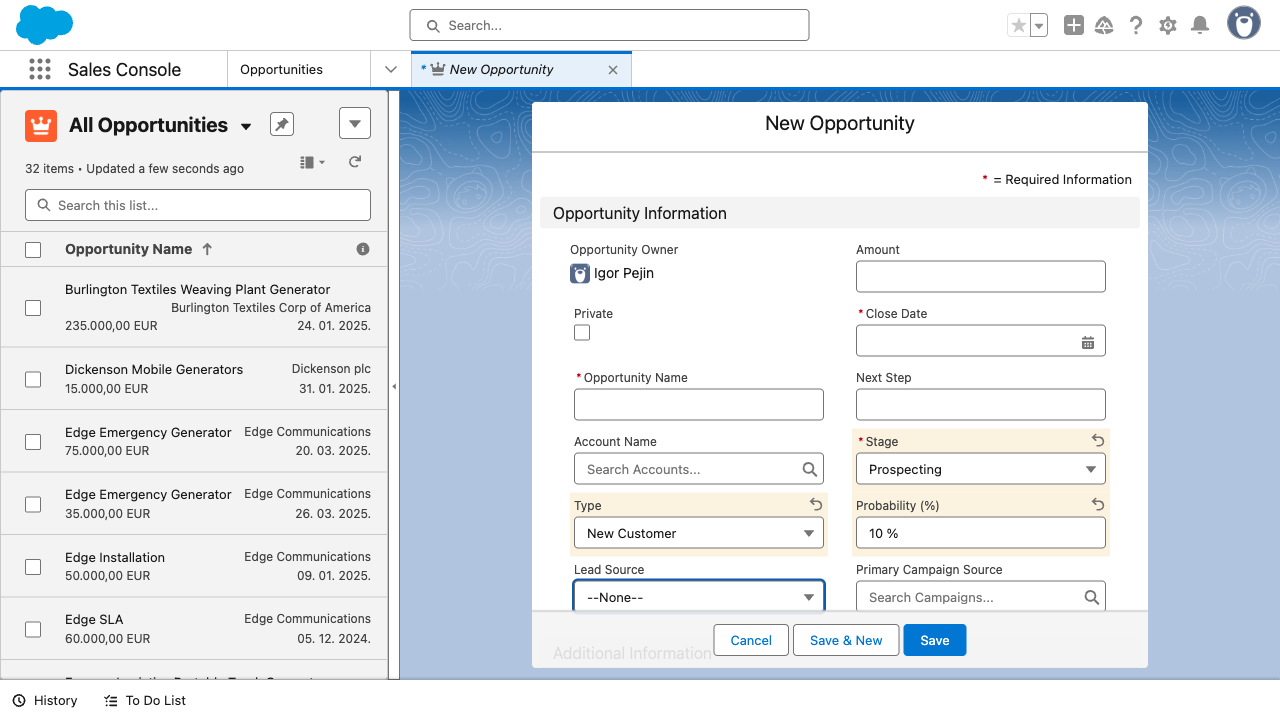 Search...
Sales Console
Opportunities
* New Opportunity
All Opportunities
32 items • Updated a few seconds ago
Search this list...
Opportunity Name
Burlington Textiles Weaving Plant Generator
Burlington Textiles Corp of America
235.000,00 EUR 24. 01. 2025.
Dickenson Mobile Generators Dickenson plc
15.000,00 EUR 31. 01. 2025.
Edge Emergency Generator Edge Communications
75.000,00 EUR 20. 03. 2025.
Edge Emergency Generator Edge Communications
35.000,00 EUR 26. 03. 2025.
Edge Installation Edge Communications
50.000,00 EUR 09. 01. 2025.
Edge SLA Edge Communications
60.000,00 EUR 05. 12. 2024.
New Opportunity
* = Required Information
Opportunity Information
Opportunity Owner
Igor Pejin
Amount
Private
* Close Date
* Opportunity Name
Next Step
Account Name
Search Accounts...
* Stage
Prospecting
Type
New Customer
Probability (%)
10 %
Lead Source
--None--
Primary Campaign Source
Search Campaigns...
Additional Information
Cancel
Save & New
Save
History
To Do List